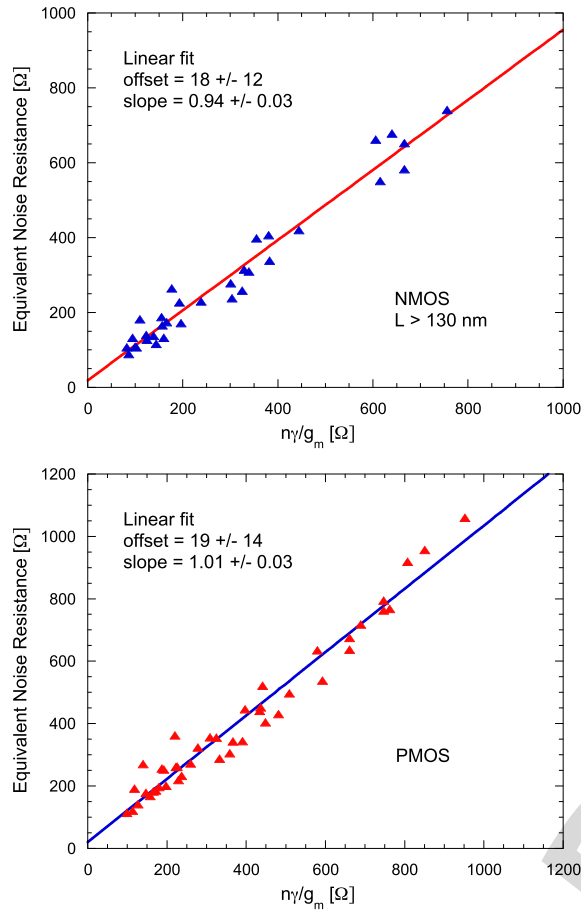 1000
800
600
400
200
0
Equivalent Noise Resistance [Ω]
Linear fit
offset = 18 +/- 12
slope = 0.94 +/- 0.03
NMOS
L > 130 nm
0 200 400 600 800 1000
nγ/gm [Ω]
1200
1000
800
600
400
200
0
Equivalent Noise Resistance [Ω]
Linear fit
offset = 19 +/- 14
slope = 1.01 +/- 0.03
PMOS
0 200 400 600 800 1000 1200
nγ/gm [Ω]